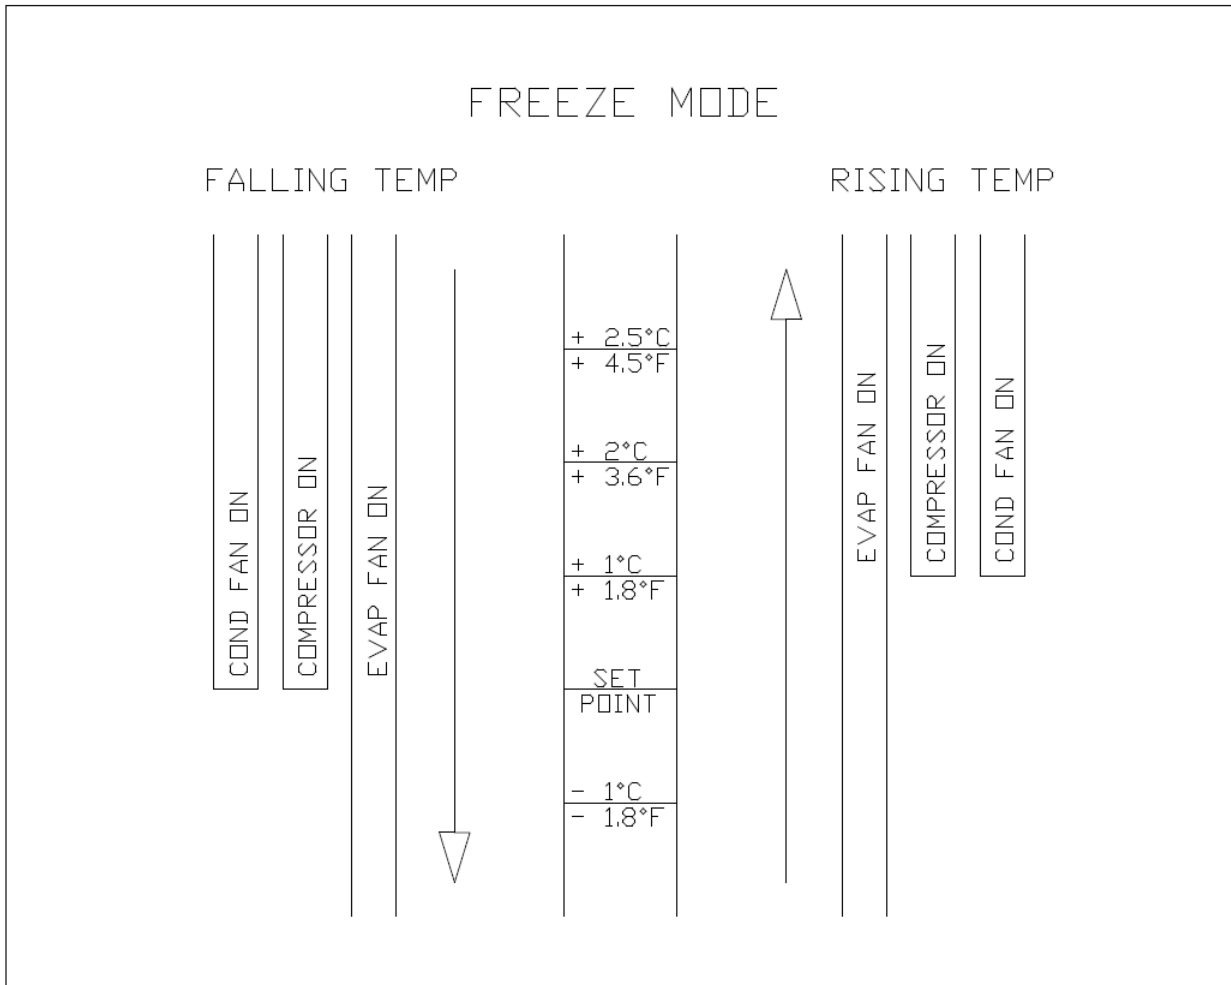 FREEZE MODE
FALLING TEMP
RISING TEMP
COND FAN ON
COMPRESSOR ON
EVAP FAN ON
+ 2.5°C
+ 4.5°F
+ 2°C
+ 3.6°F
+ 1°C
+ 1.8°F
SET
POINT
- 1°C
- 1.8°F
EVAP FAN ON
COMPRESSOR ON
COND FAN ON